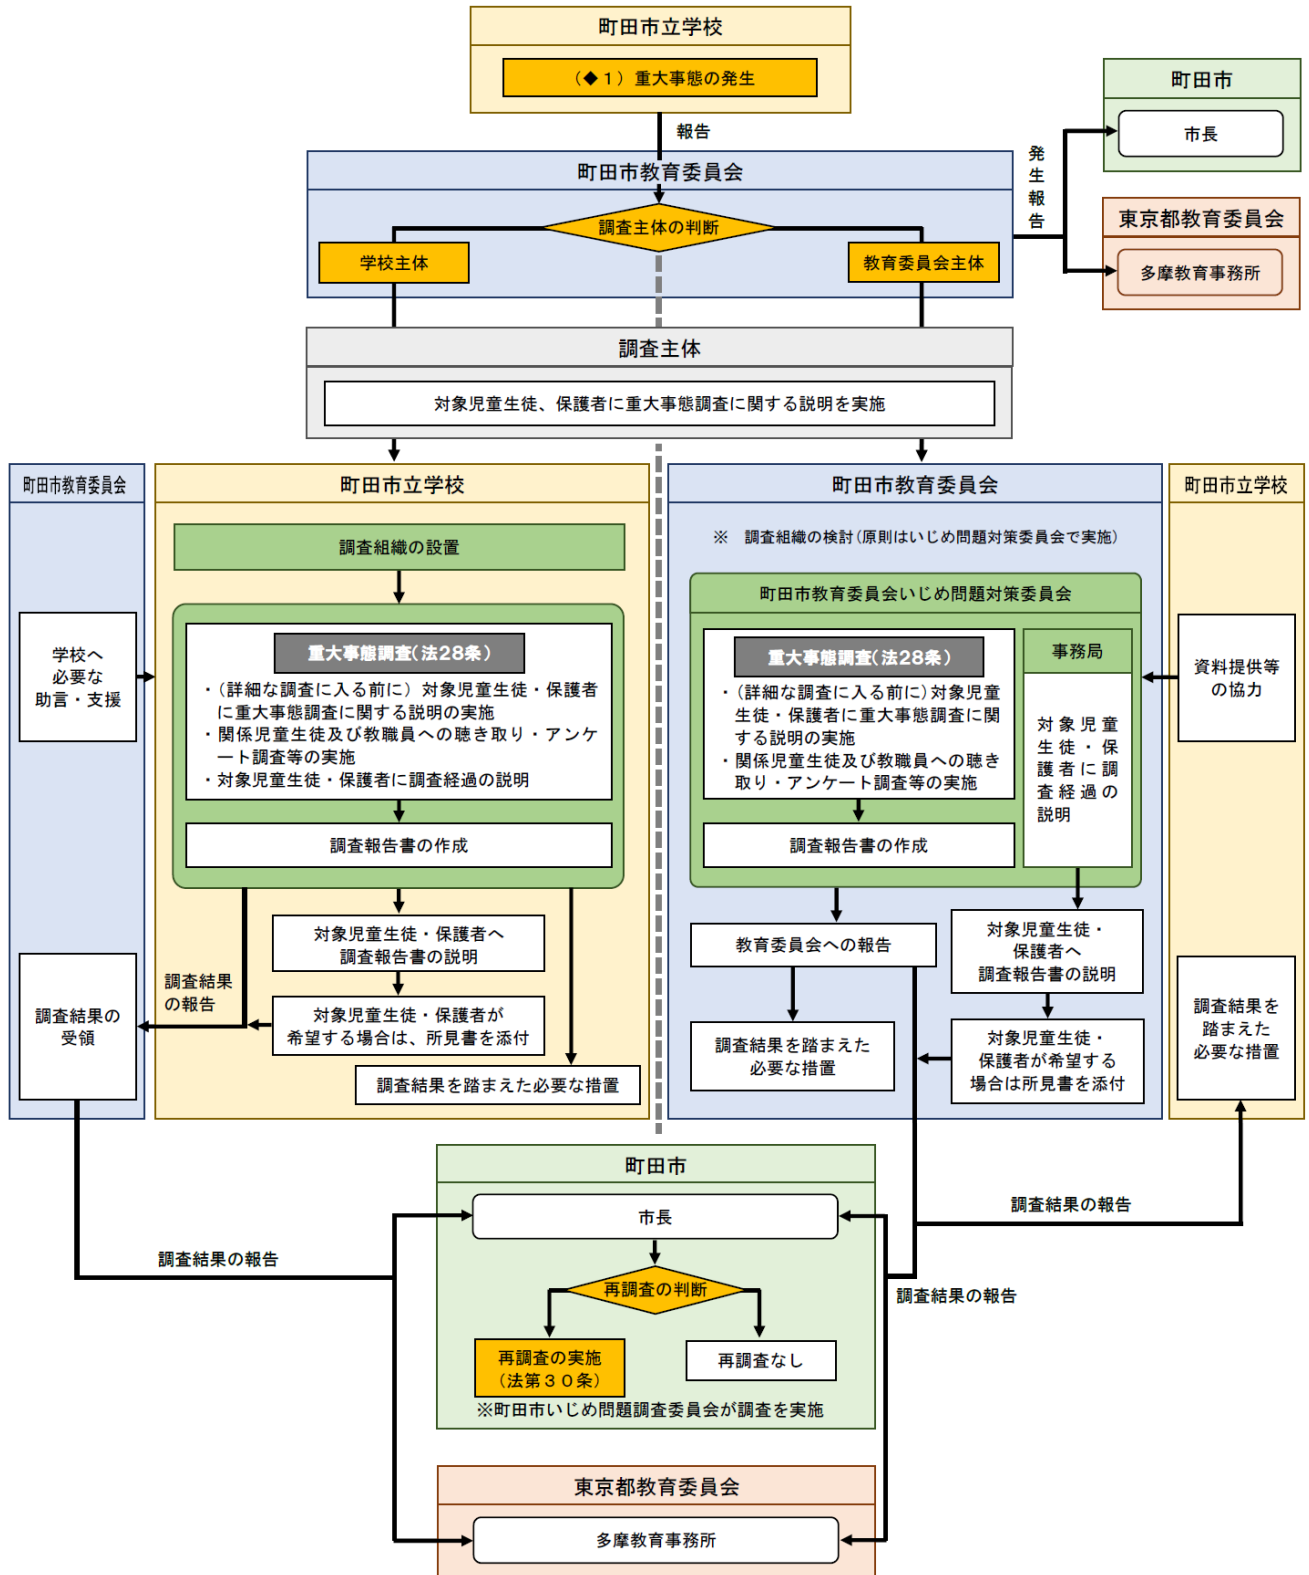 町田市立学校
（◆１）重大事態の発生
報告
町田市
市長
発生報告
東京都教育委員会
多摩教育事務所
町田市教育委員会
調査主体の判断
学校主体
教育委員会主体
調査主体
対象児童生徒、保護者に重大事態調査に関する説明を実施
町田市教育委員会
学校へ
必要な
助言・支援
調査結果の
受領
町田市立学校
調査組織の設置
重大事態調査（法28条）
・（詳細な調査に入る前に）対象児童生徒・保護者
に重大事態調査に関する説明の実施
・関係児童生徒及び教職員への聴き取り・アンケ
ート調査等の実施
・対象児童生徒・保護者に調査経過の説明
調査報告書の作成
対象児童生徒・保護者へ
調査報告書の説明
調査結果
の報告
対象児童生徒・保護者が
希望する場合は、所見書を添付
調査結果を踏まえた必要な措置
町田市教育委員会
※　調査組織の検討（原則はいじめ問題対策委員会で実施）
町田市教育委員会いじめ問題対策委員会
重大事態調査（法28条）
・（詳細な調査に入る前に）対象児童
生徒・保護者に重大事態調査に関
する説明の実施
・関係児童生徒及び教職員への聴き
取り・アンケート調査等の実施
調査報告書の作成
事務局
対象児童
生徒・保
護者に調
査経過の
説明
教育委員会への報告
調査結果を踏まえた
必要な措置
対象児童生徒・
保護者へ
調査報告書の説明
対象児童生徒・
保護者が希望する
場合は所見書を添付
町田市立学校
資料提供等
の協力
調査結果を
踏まえた
必要な措置
調査結果の報告
調査結果の報告
調査結果の報告
町田市
市長
再調査の判断
再調査の実施
（法第３０条）
再調査なし
※町田市いじめ問題調査委員会が調査を実施
東京都教育委員会
多摩教育事務所